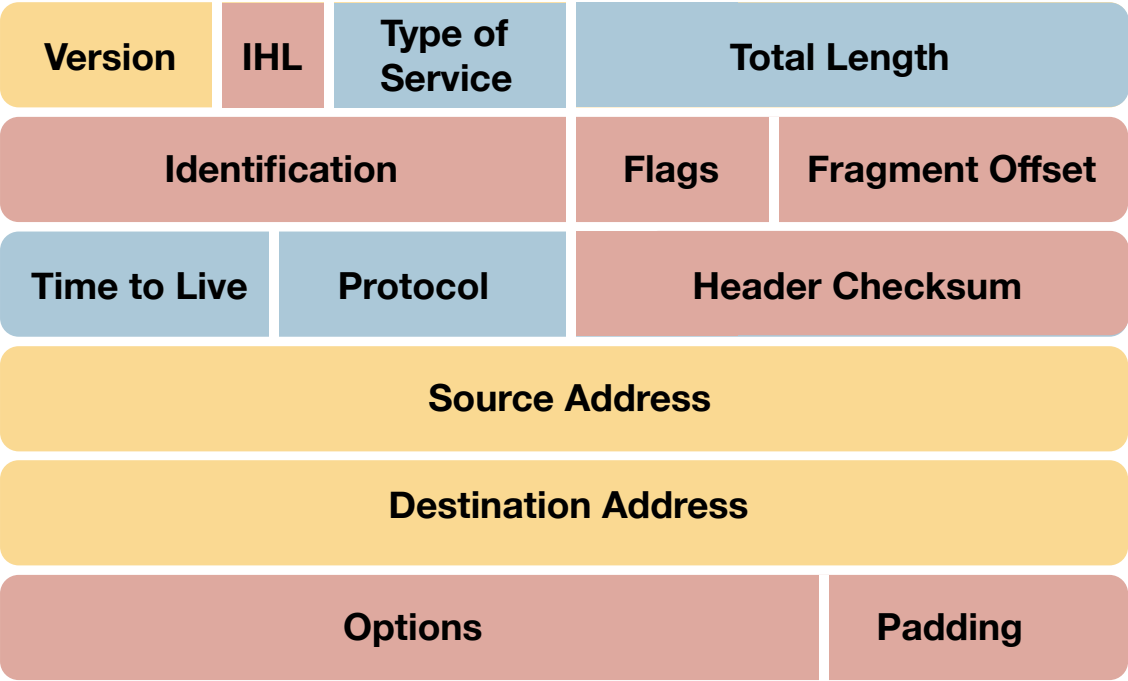 Version
IHL
Type of
Service
Total Length
Identification
Flags
Fragment Offset
Time to Live
Protocol
Header Checksum
Source Address
Destination Address
Options
Padding